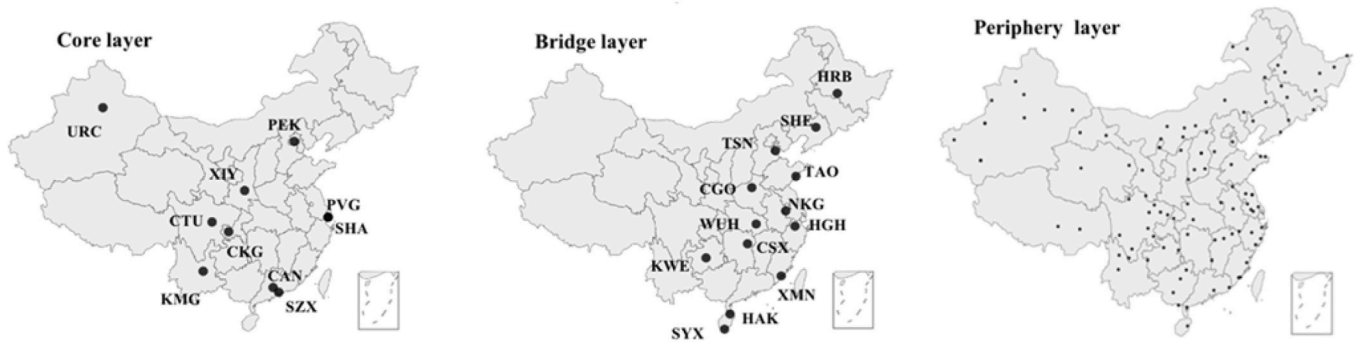 Core layer
URC
PEK
XIY
PVG
CTU
SHA
CKG
CAN
KMG
SZX
Bridge layer
HRB
SHE
TSN
TAO
CGO
NKG
WUH
HGH
CSX
KWE
XMN
HAK
SYX
Periphery layer